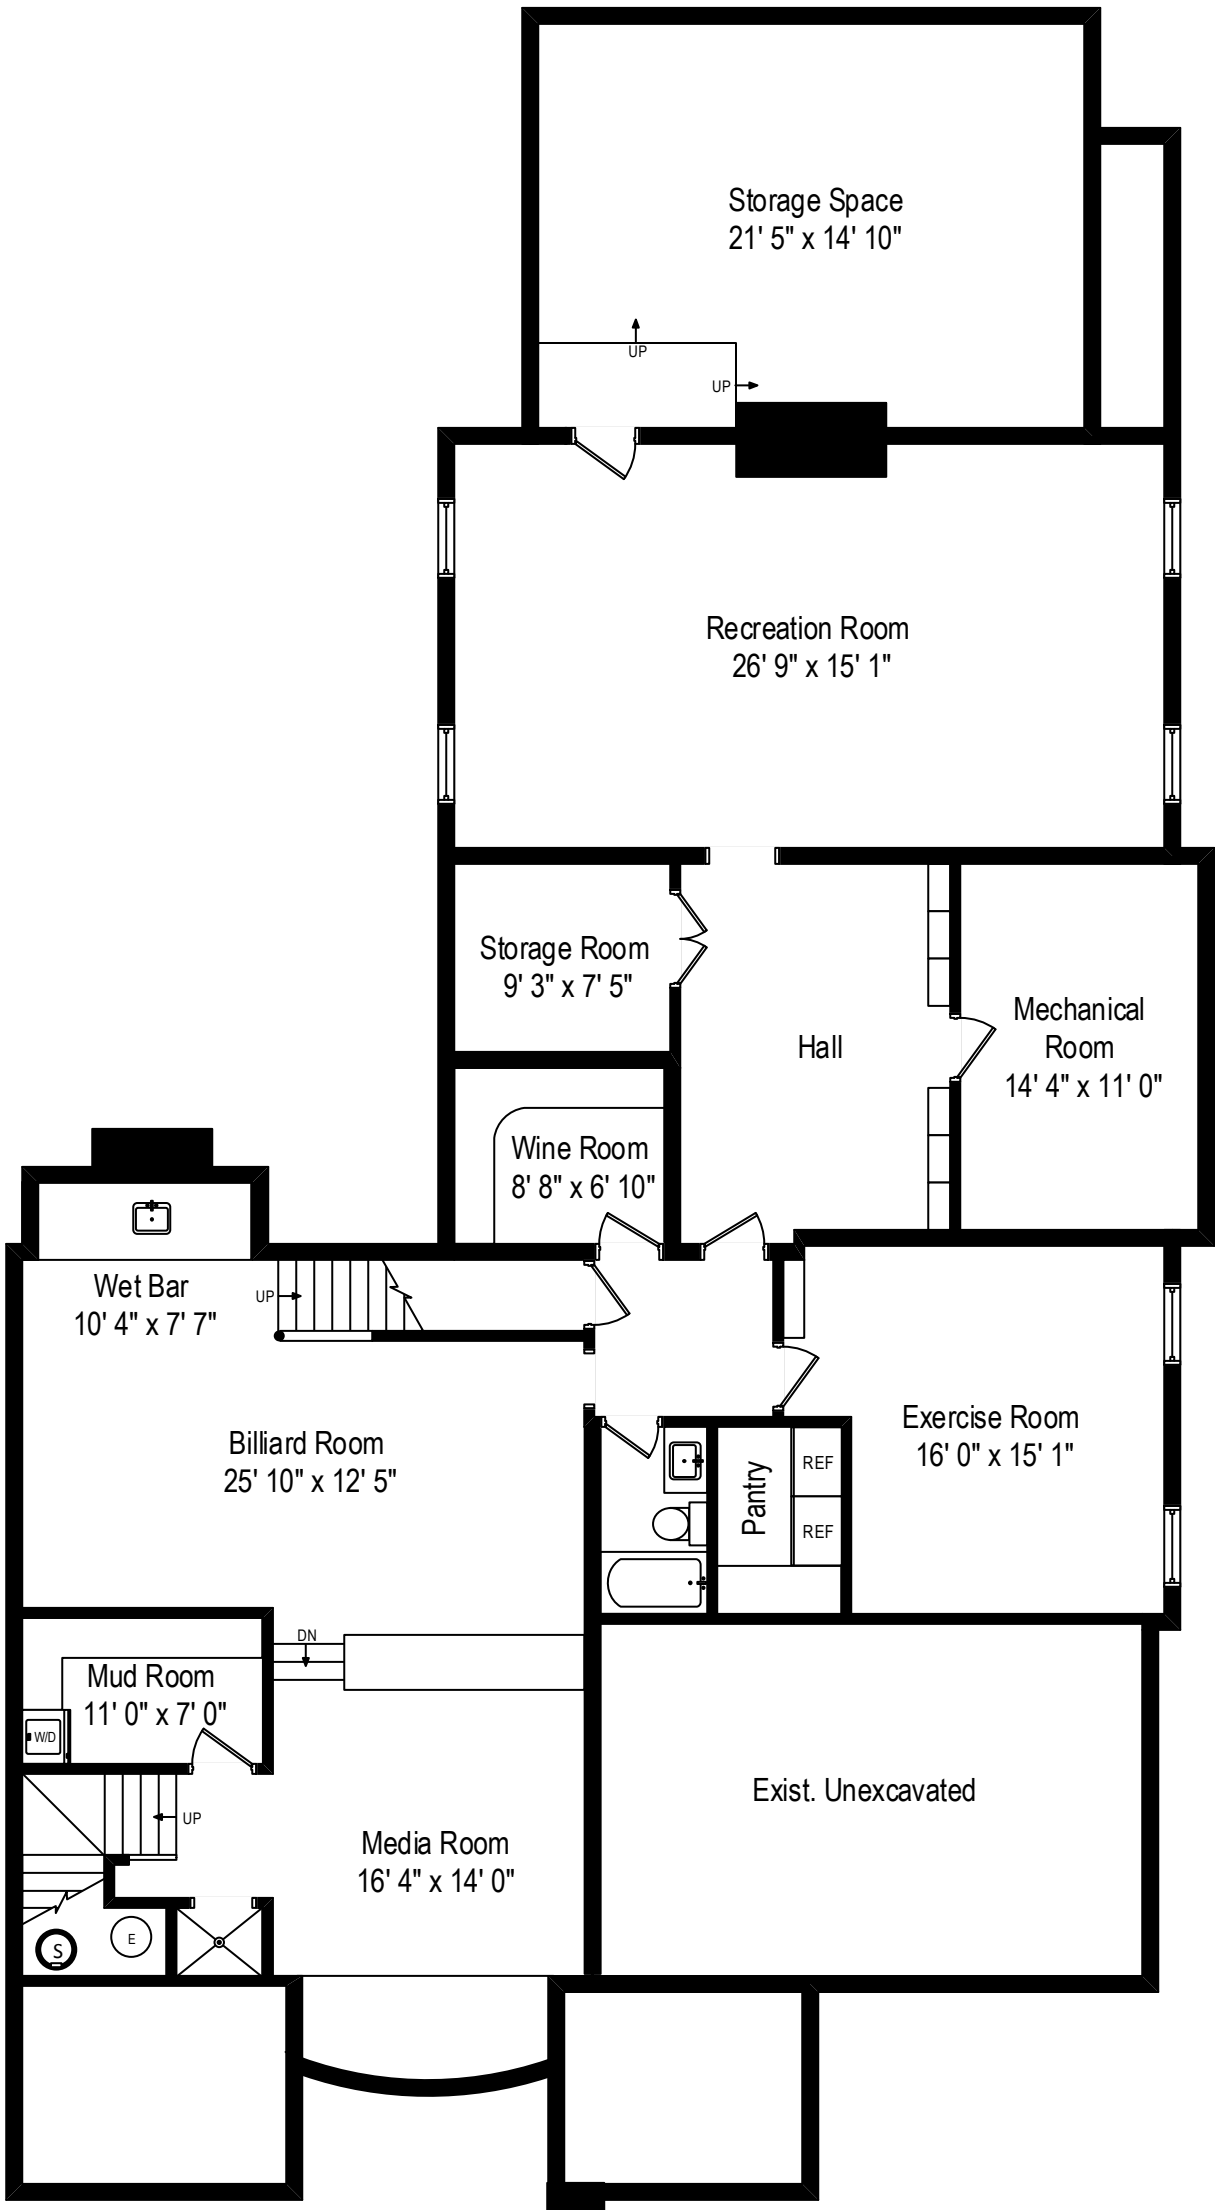 Storage Space
21' 5" x 14' 10"
UP
UP
Recreation Room
26' 9" x 15' 1"
Storage Room
9' 3" x 7' 5"
Hall
Mechanical
Room
14' 4" x 11' 0"
Wine Room
8' 8" x 6' 10"
Wet Bar
10' 4" x 7' 7"
UP
Billiard Room
25' 10" x 12' 5"
Exercise Room
16' 0" x 15' 1"
Pantry
REF
REF
DN
Mud Room
11' 0" x 7' 0"
W/D
UP
Media Room
16' 4" x 14' 0"
Exist. Unexcavated
S
E